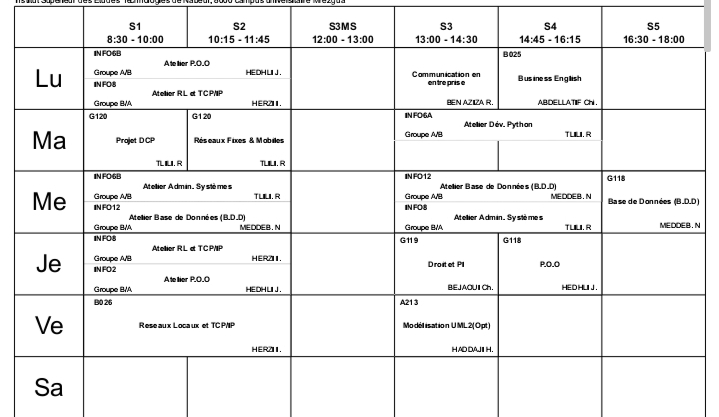 Institut Supérieur des Etudes Technologies de Nabeul, 8000 campus universitaire Mrezgua
S1 S2 S3MS S3 S4 S5
8:30 - 10:00 10:15 - 11:45 12:00 - 13:00 13:00 - 14:30 14:45 - 16:15 16:30 - 18:00
Lu
INFO6B
Atelier P.O.O
Groupe A/B HEDHLI J.
INFO8
Atelier RL et TCP/IP
Groupe B/A HERZI I.
Communication en
entreprise
BEN AZIZA R.
B025
Business English
ABDELLATIF Chi.
Ma
G120
Projet DCP
TLILI. R
G120
Réseaux Fixes & Mobiles
TLILI. R
INFO6A
Atelier Dév. Python
Groupe A/B TLILI. R
Me
INFO6B
Atelier Admin. Systèmes
Groupe A/B TLILI. R
INFO12
Atelier Base de Données (B.D.D)
Groupe B/A MEDDEB. N
INFO12
Atelier Base de Données (B.D.D)
Groupe A/B MEDDEB. N
INFO8
Atelier Admin. Systèmes
Groupe B/A TLILI. R
G118
Base de Données (B.D.D)
MEDDEB. N
Je
INFO8
Atelier RL et TCP/IP
Groupe A/B HERZI I.
INFO2
Atelier P.O.O
Groupe B/A HEDHLI J.
G119
Droit et PI
BEJAOUI Ch.
G118
P.O.O
HEDHLI J.
Ve
B026
Reseaux Locaux et TCP/IP
HERZI I.
A213
Modélisation UML2(Opt)
HADDAJI H.
Sa